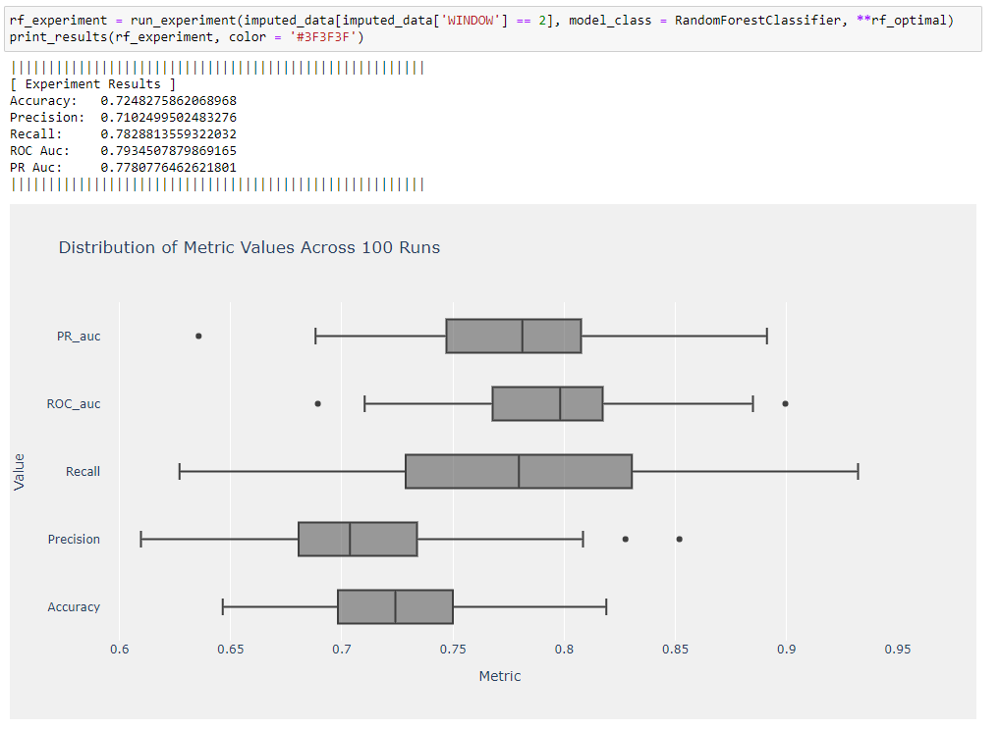 rf_experiment = run_experiment(imputed_data[imputed_data['WINDOW'] == 2], model_class = RandomForestClassifier, **rf_optimal)
print_results(rf_experiment, color = '#3F3F3F')
||||||||||||||||||||||||||||||||||||||||||||||||||||||||
[ Experiment Results ]
Accuracy: 0.7248275862068968
Precision: 0.7102499502483276
Recall: 0.7828813559322032
ROC Auc: 0.7934507879869165
PR Auc: 0.7780776462621801
||||||||||||||||||||||||||||||||||||||||||||||||||||||||
Distribution of Metric Values Across 100 Runs
PR_auc
ROC_auc
Recall
Value
Precision
Accuracy
0.6 0.65 0.7 0.75 0.8 0.85 0.9 0.95
Metric